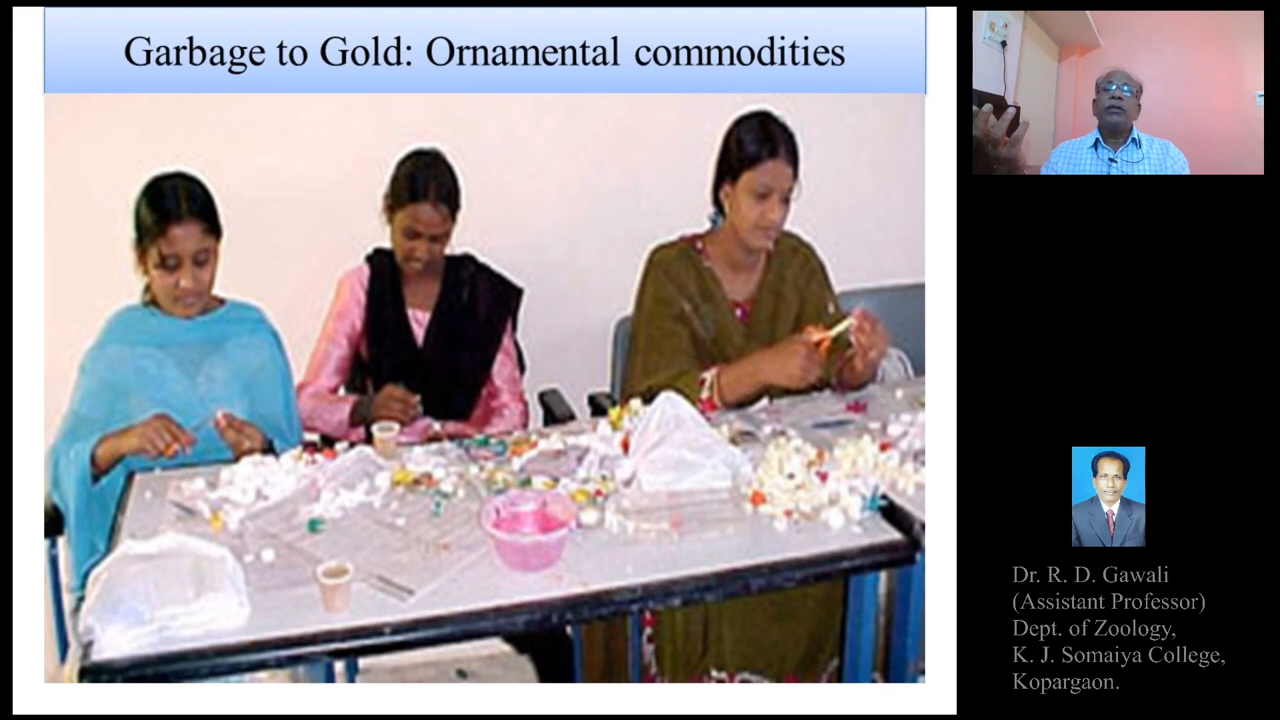 Garbage to Gold: Ornamental commodities
Dr. R. D. Gawali
(Assistant Professor)
Dept. of Zoology,
K. J. Somaiya College,
Kopargaon.